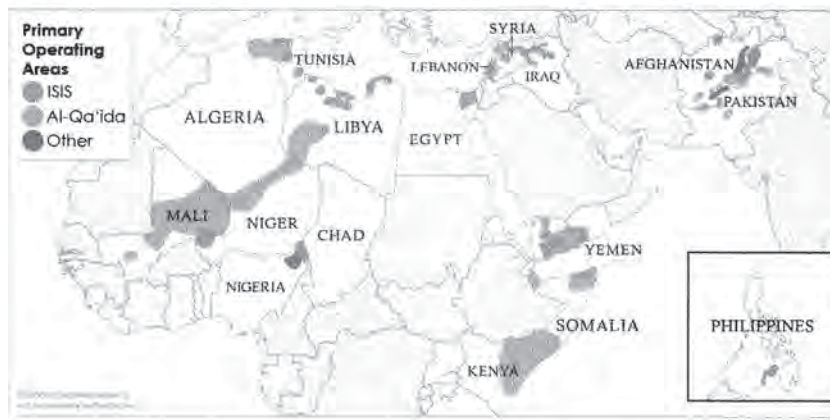 Primary
Operating
Areas
ISIS
Al-Qa'ida
Other
SYRIA
TUNISIA
LEBANON
IRAQ
AFGHANISTAN
PAKISTAN
ALGERIA
LIBYA
EGYPT
MALI
NIGER
CHAD
YEMEN
NIGERIA
SOMALIA
PHILIPPINES
KENYA